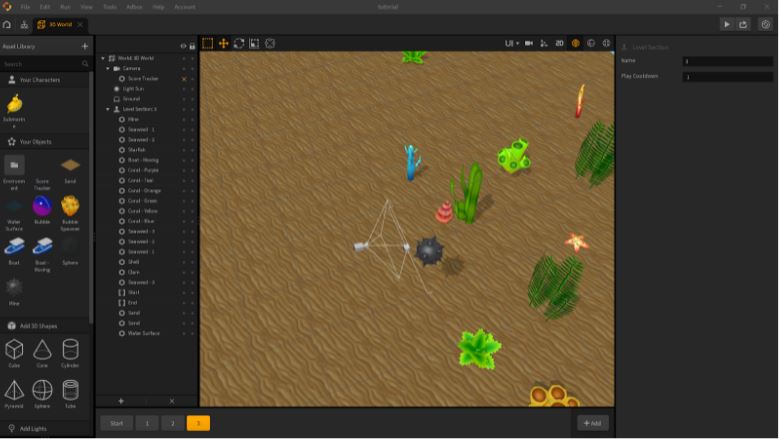 File Edit Run View Tools Addbox Help Account
tutorial
3D World
Asset Library
Search
Your Characters
Submarine
Your Objects
Environment
Score Tracker
Sand
Water Surface
Bubble
Bubble Spawner
Boat
Boat - Moving
Sphere
Mine
Add 3D Shapes
Cube
Cone
Cylinder
Pyramid
Sphere
Tube
Add Lights
World: 3D World
Camera
Score Tracker
Light: Sun
Ground
Level Section: 3
Mine
Seaweed - 1
Seaweed - 2
Starfish
Boat - Moving
Coral - Purple
Coral - Teal
Coral - Orange
Coral - Green
Coral - Yellow
Coral - Blue
Seaweed - 3
Seaweed - 2
Seaweed - 1
Shell
Clam
Seaweed - 3
Start
End
Sand
Sand
Water Surface
UI
2D
Level Section
Name 3
Play Cooldown 1
Start 1 2 3
+ Add